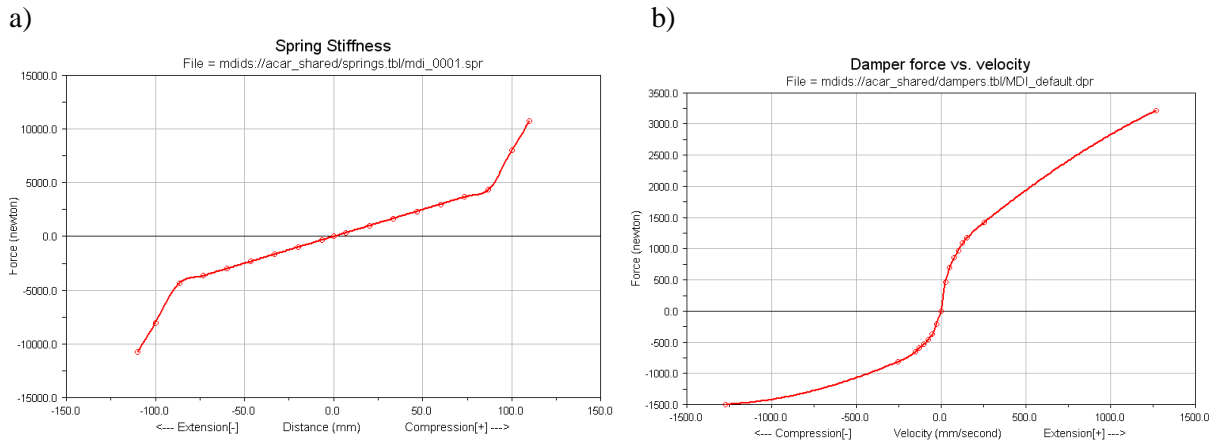 a)
Spring Stiffness
File = mdids://acar_shared/springs.tbl/mdi_0001.spr
15000.0
10000.0
5000.0
0.0
-5000.0
-10000.0
-15000.0
Force (newton)
-150.0 -100.0 -50.0 0.0 50.0 100.0 150.0
<--- Extension[-] Distance (mm) Compression[+] --->
b)
Damper force vs. velocity
File = mdids://acar_shared/dampers.tbl/MDI_default.dpr
3500.0
3000.0
2500.0
2000.0
1500.0
1000.0
500.0
0.0
-500.0
-1000.0
-1500.0
Force (newton)
-1500.0 -1000.0 -500.0 0.0 500.0 1000.0 1500.0
<--- Compression[-] Velocity (mm/second) Extension[+] --->